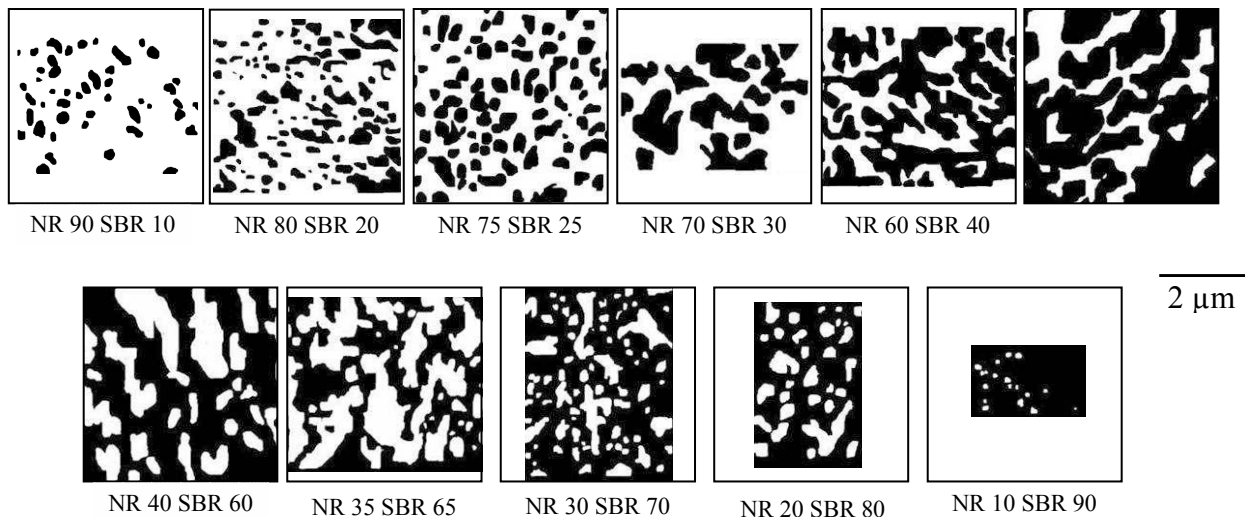 NR 90 SBR 10
NR 80 SBR 20
NR 75 SBR 25
NR 70 SBR 30
NR 60 SBR 40
2 µm
NR 40 SBR 60
NR 35 SBR 65
NR 30 SBR 70
NR 20 SBR 80
NR 10 SBR 90